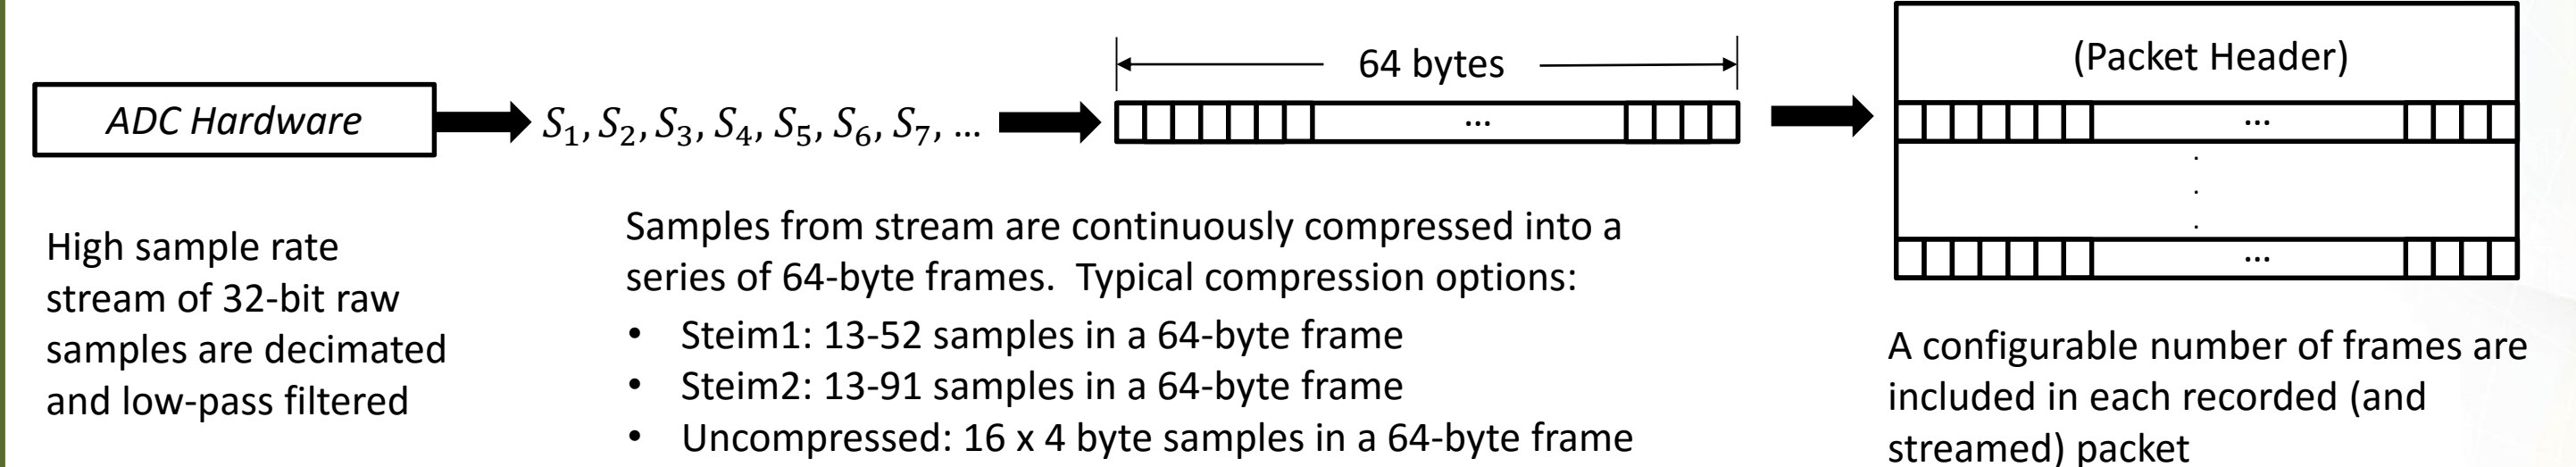 ADC Hardware
S₁, S₂, S₃, S₄, S₅, S₆, S₇, ...
64 bytes
...
(Packet Header)
...
.
.
.
...
High sample rate
stream of 32-bit raw
samples are decimated
and low-pass filtered
Samples from stream are continuously compressed into a
series of 64-byte frames.  Typical compression options:
• Steim1: 13-52 samples in a 64-byte frame
• Steim2: 13-91 samples in a 64-byte frame
• Uncompressed: 16 x 4 byte samples in a 64-byte frame
A configurable number of frames are
included in each recorded (and
streamed) packet